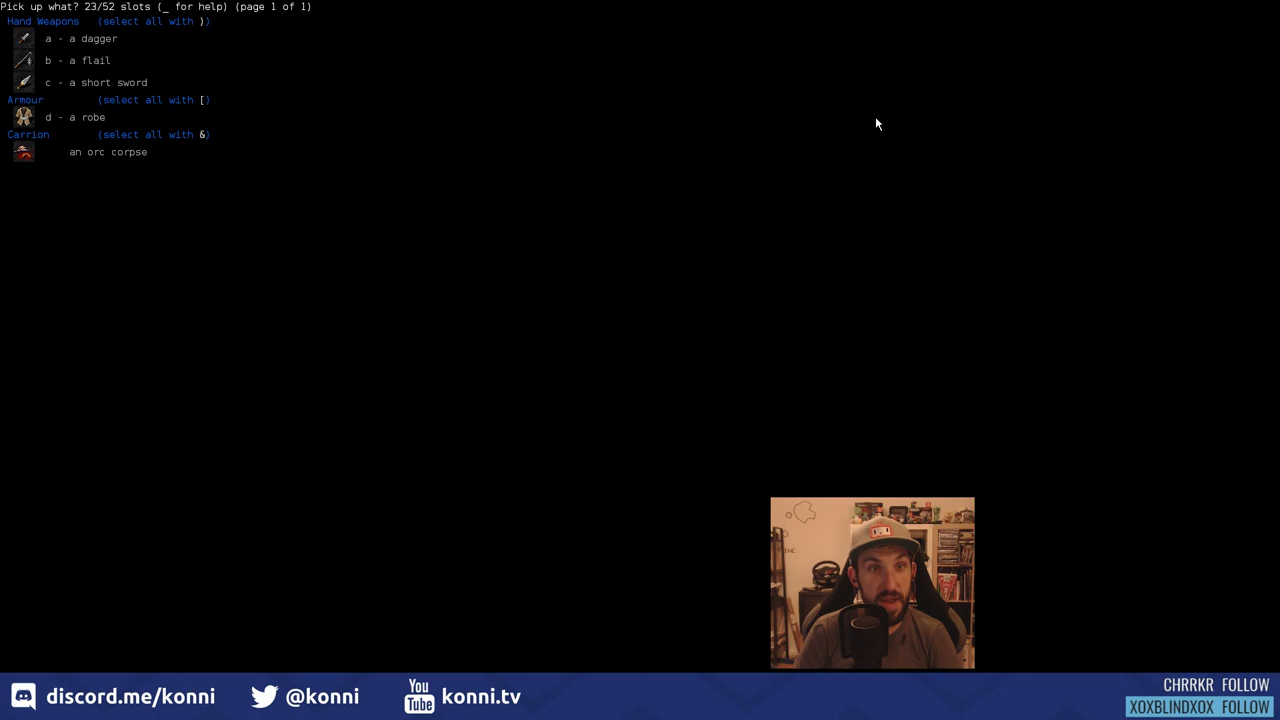 Pick up what? 23/52 slots (_ for help) (page 1 of 1)
Hand Weapons (select all with ))
a - a dagger
b - a flail
c - a short sword
Armour (select all with [)
d - a robe
Carrion (select all with &)
an orc corpse
discord.me/konni
@konni
You Tube
konni.tv
CHRRKR FOLLOW
XOXBLINDXOX FOLLOW